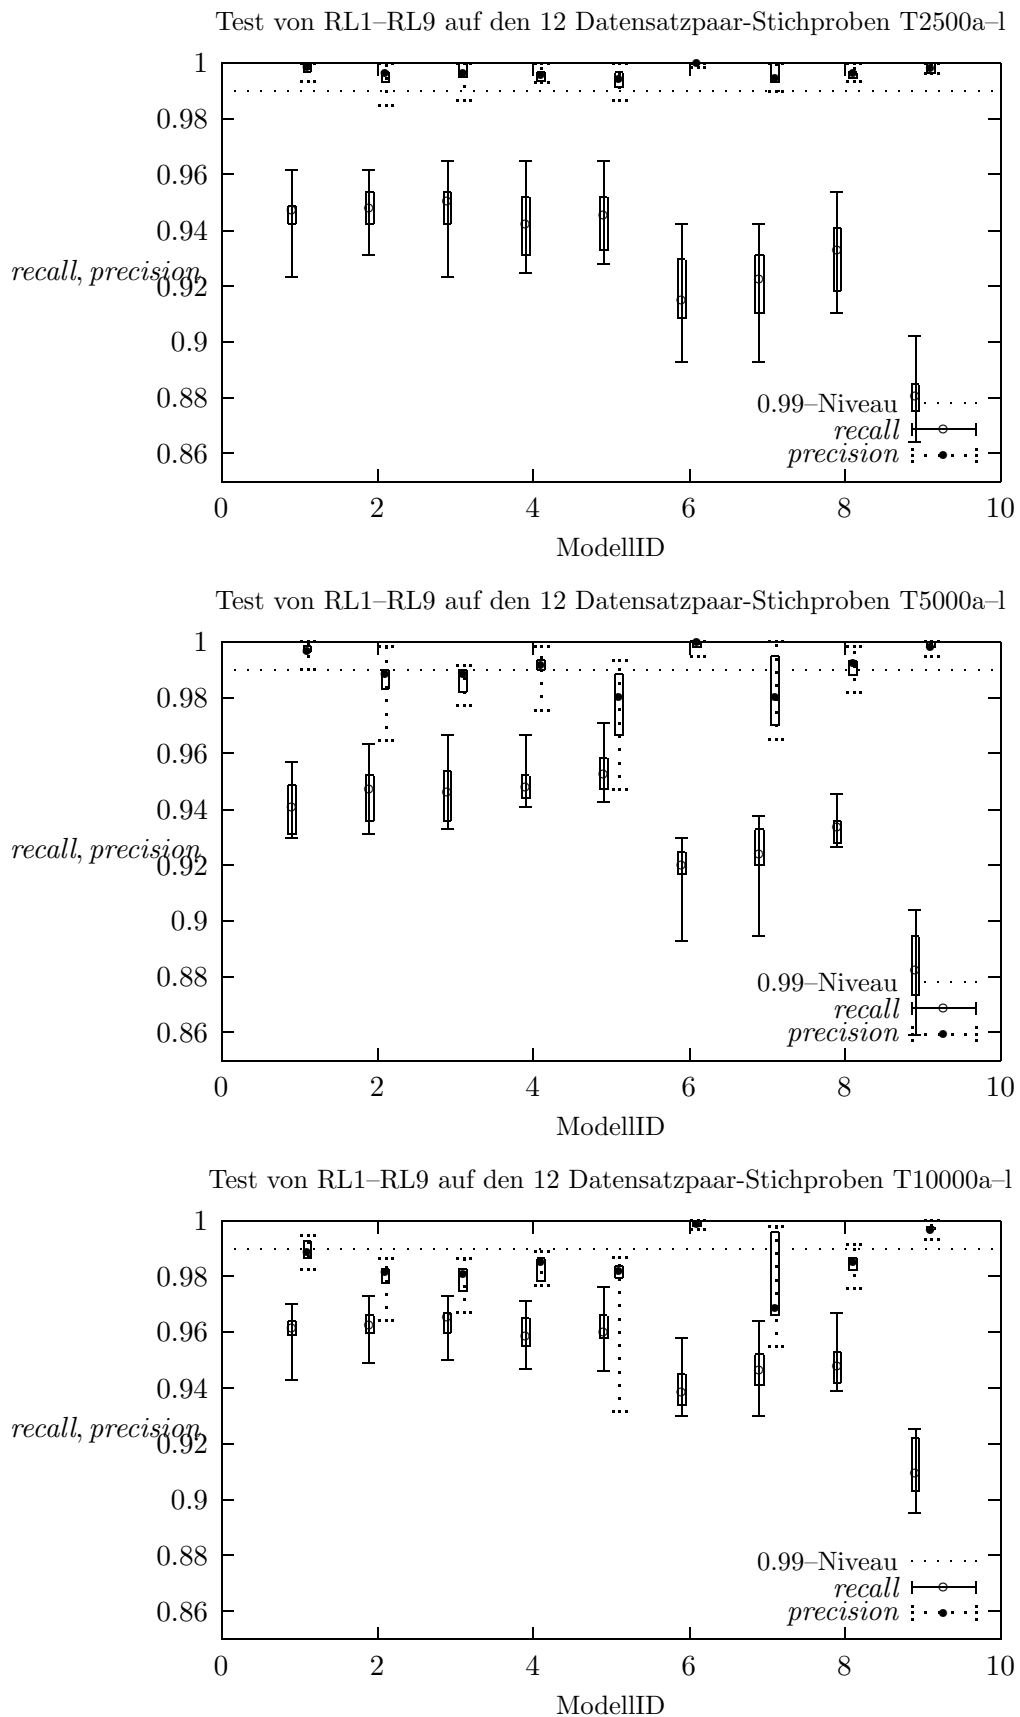 Test von RL1–RL9 auf den 12 Datensatzpaar-Stichproben T2500a–l
1
0.98
0.96
0.94
recall, precision
0.92
0.9
0.88
0.86
0.99–Niveau
recall
precision
0 2 4 6 8 10
ModellID
Test von RL1–RL9 auf den 12 Datensatzpaar-Stichproben T5000a–l
1
0.98
0.96
0.94
recall, precision
0.92
0.9
0.88
0.86
0.99–Niveau
recall
precision
0 2 4 6 8 10
ModellID
Test von RL1–RL9 auf den 12 Datensatzpaar-Stichproben T10000a–l
1
0.98
0.96
0.94
recall, precision
0.92
0.9
0.88
0.86
0.99–Niveau
recall
precision
0 2 4 6 8 10
ModellID